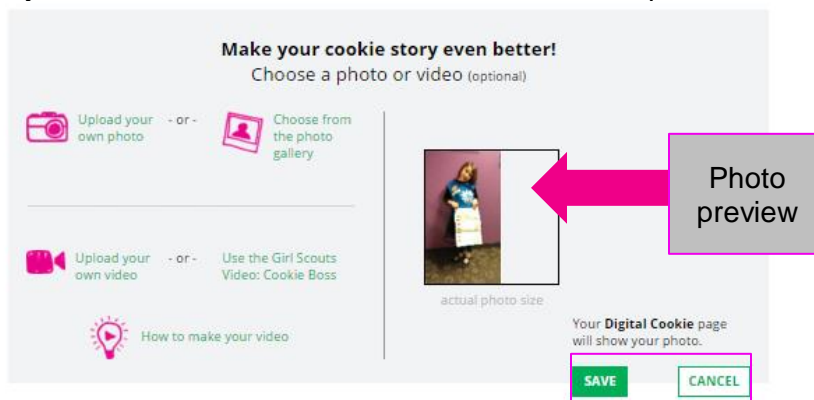 Make your cookie story even better!
Choose a photo or video (optional)
Upload your own photo
- or -
Choose from the photo gallery
Upload your own video
- or -
Use the Girl Scouts Video: Cookie Boss
How to make your video
actual photo size
Photo preview
Your Digital Cookie page will show your photo.
SAVE
CANCEL